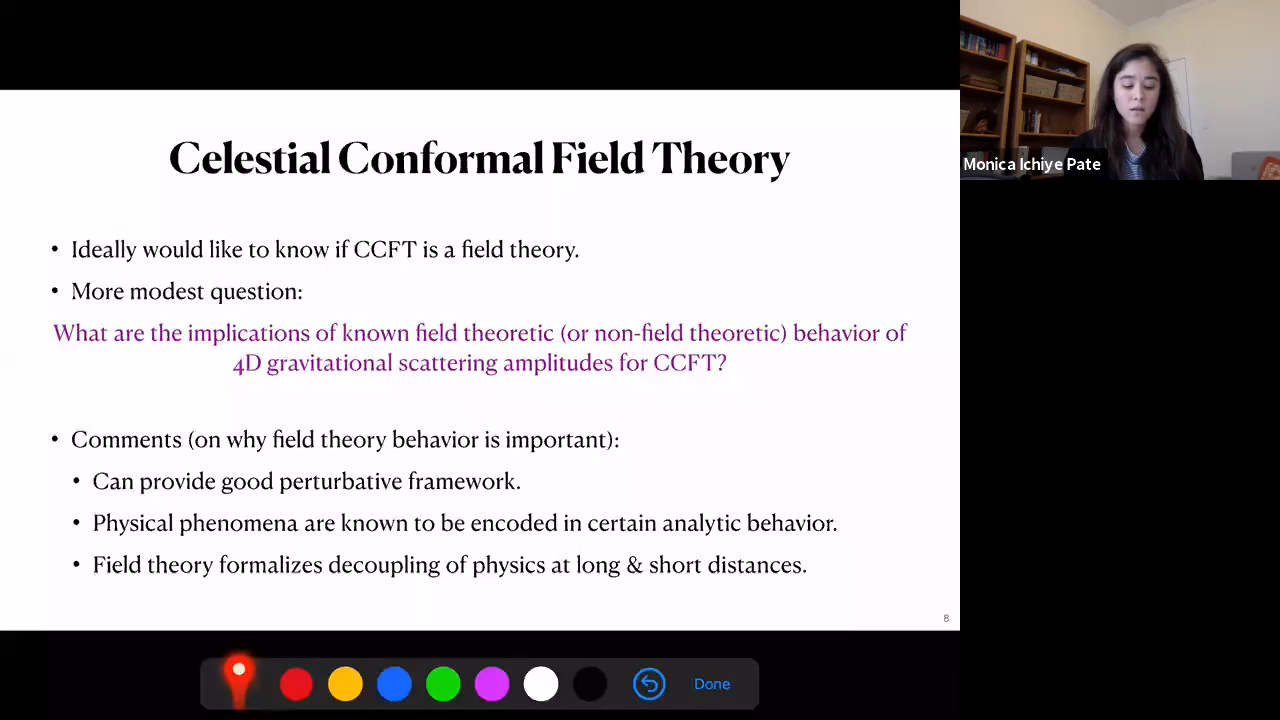 Celestial Conformal Field Theory
• Ideally would like to know if CCFT is a field theory.
• More modest question:
What are the implications of known field theoretic (or non-field theoretic) behavior of
4D gravitational scattering amplitudes for CCFT?
• Comments (on why field theory behavior is important):
• Can provide good perturbative framework.
• Physical phenomena are known to be encoded in certain analytic behavior.
• Field theory formalizes decoupling of physics at long & short distances.
8
Done
Monica Ichiye Pate